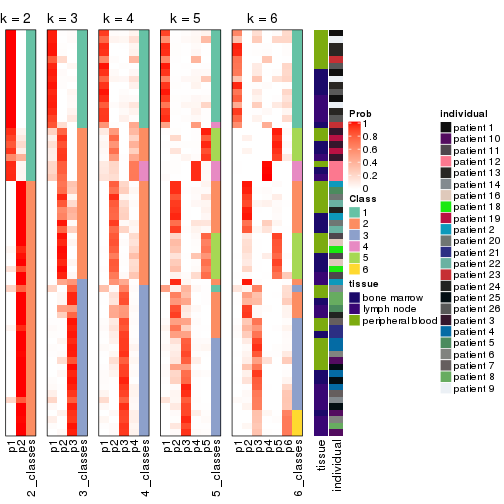 k = 2
k = 3
k = 4
k = 5
k = 6
Prob
1
0.8
0.6
0.4
0.2
0
Class
1
2
3
4
5
6
tissue
bone marrow
lymph node
peripheral blood
Individual
patient 1
patient 10
patient 11
patient 12
patient 13
patient 14
patient 16
patient 18
patient 19
patient 2
patient 20
patient 21
patient 22
patient 23
patient 24
patient 25
patient 26
patient 3
patient 4
patient 5
patient 6
patient 7
patient 8
patient 9
p1
p2
2_classes
p1
p2
p3
3_classes
p1
p2
p3
p4
4_classes
p1
p2
p3
p4
p5
5_classes
p1
p2
p3
p4
p5
p6
6_classes
tissue
individual